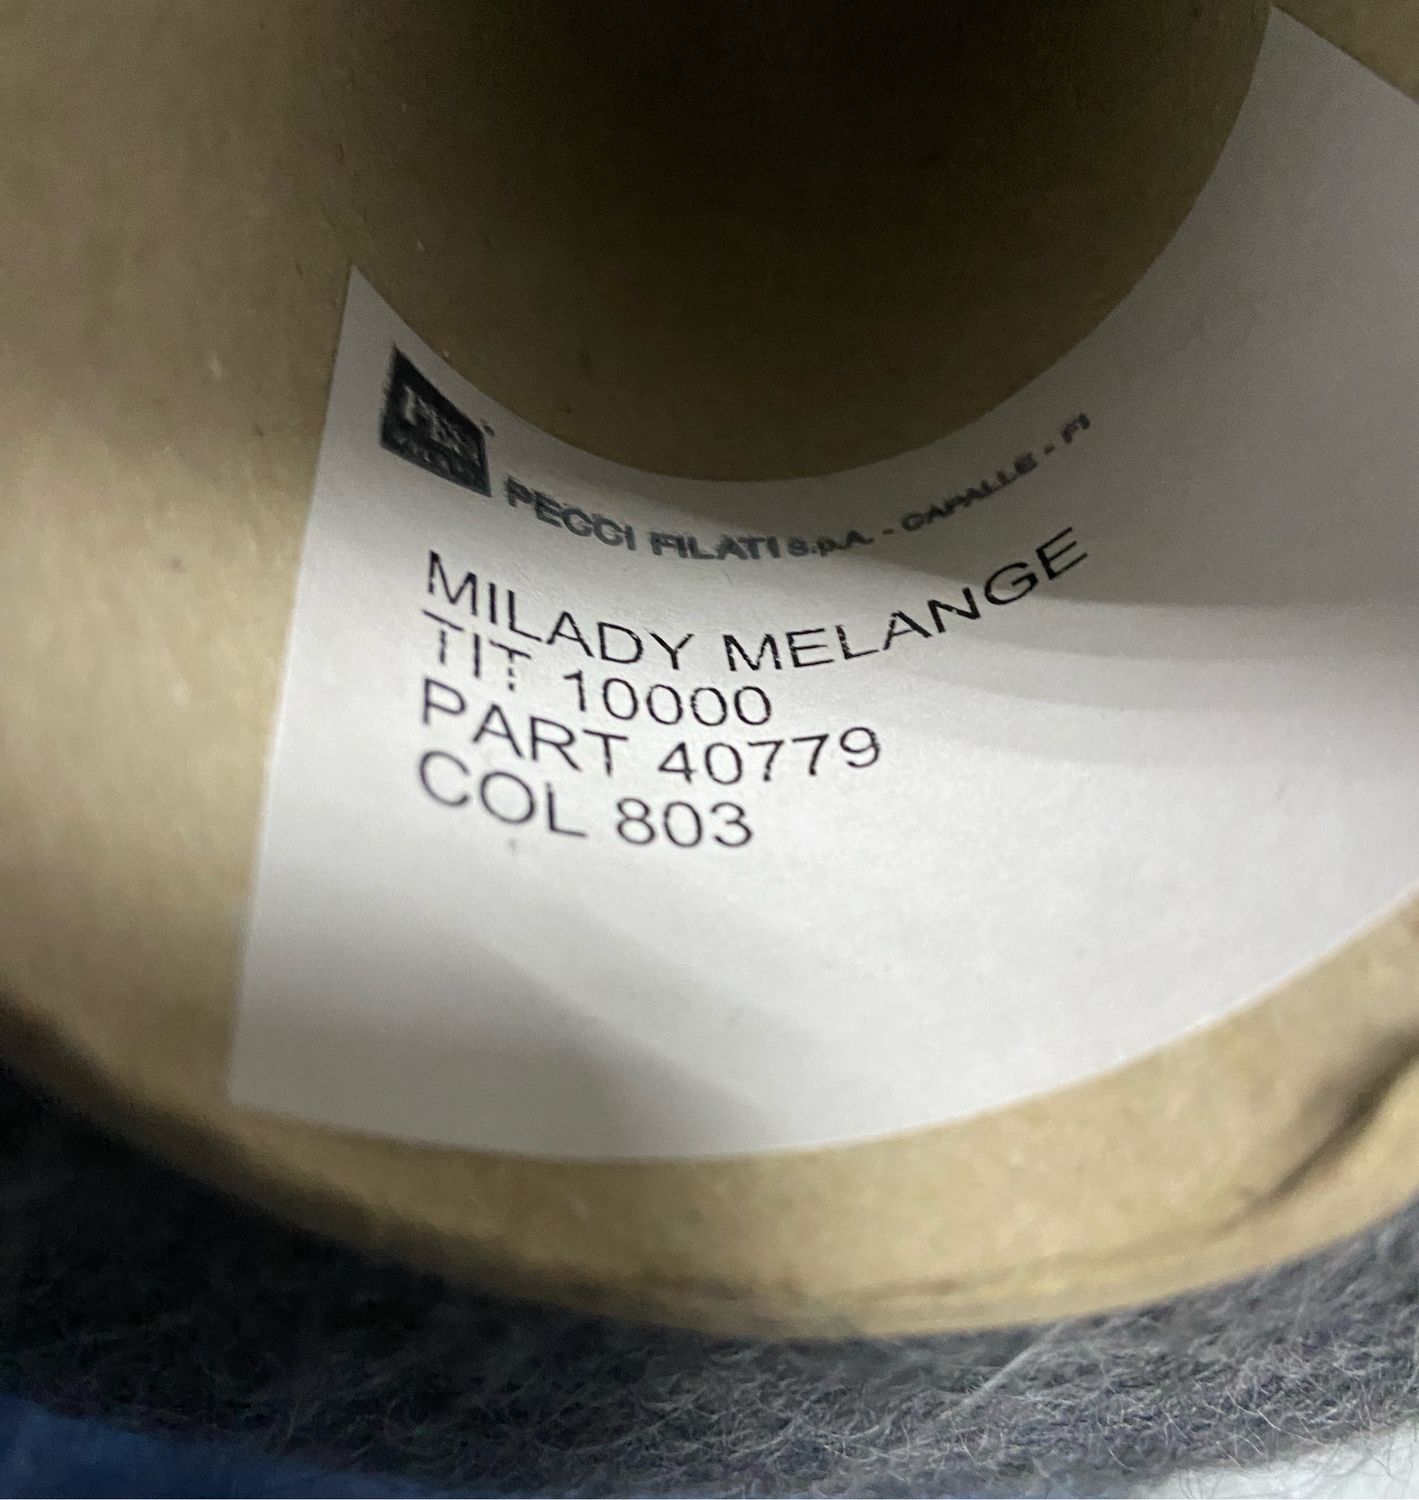 PECCI FILATI S.p.A. - CAPALLE - FI
MILADY MELANGE
TIT 10000
PART 40779
COL 803